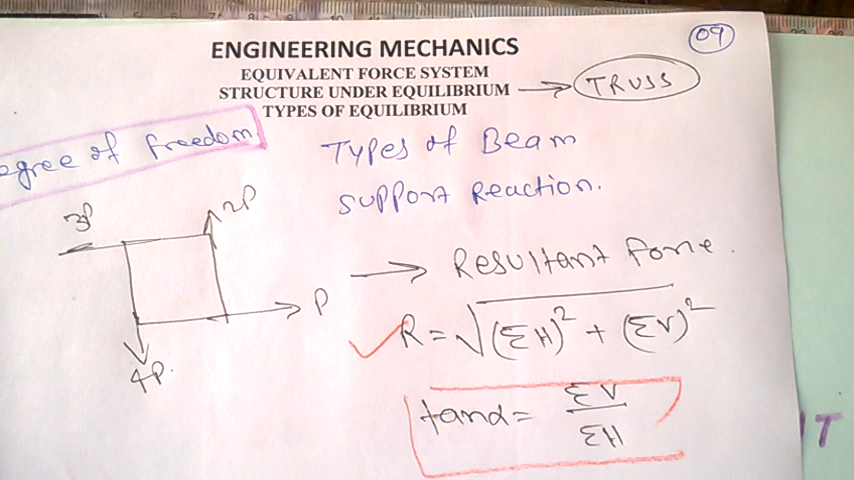 09
ENGINEERING MECHANICS
EQUIVALENT FORCE SYSTEM
STRUCTURE UNDER EQUILIBRIUM → TRUSS
TYPES OF EQUILIBRIUM
egree of freedom.
Types of Beam
support Reaction.
3P
2P
→ Resultant force.
P
R = √(ΣH)² + (ΣV)²
4P.
tanα = ΣV/ΣH
T